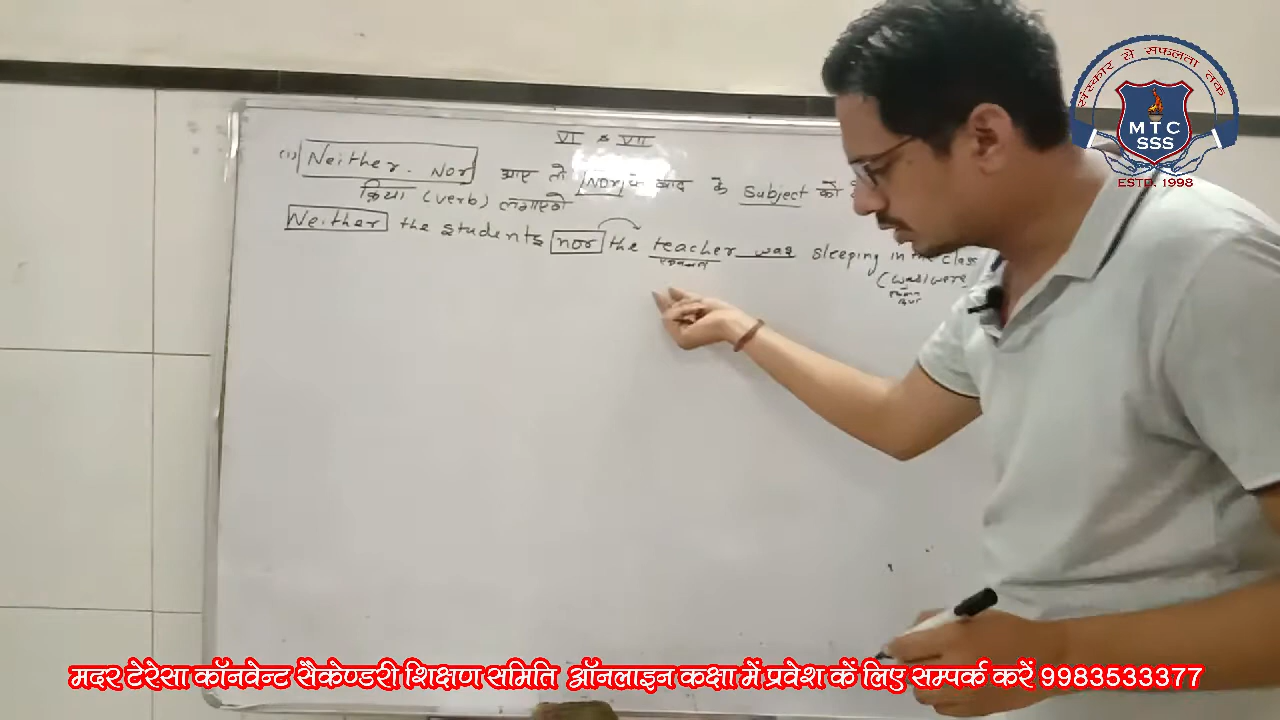 VI & VII
(1) Neither. Nor आए तो Nor के बाद के Subject को
क्रिया (verb) लगाएगें
Neither the students nor the teacher was sleeping in the class
एकवचन
(was/were
संस्कार से सफलता तक
MTC
SSS
ESTD. 1998
मदर टेरेसा कॉनवेन्ट सैकेण्डरी शिक्षण समिति ऑनलाइन कक्षा में प्रवेश कें लिए सम्पर्क करें 9983533377